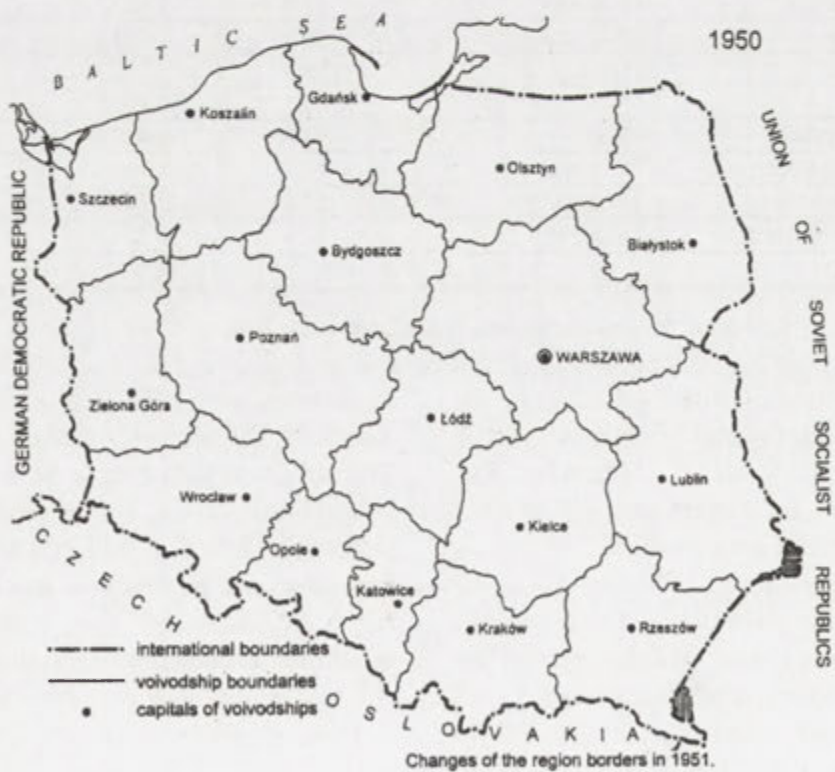 BALTIC SEA
1950
Gdańsk
Koszalin
UNION OF SOVIET SOCIALIST REPUBLICS
Olsztyn
Szczecin
GERMAN DEMOCRATIC REPUBLIC
Białystok
Bydgoszcz
Poznań
WARSZAWA
Zielona Góra
Łódź
Lublin
Wrocław
Kielce
Opole
Katowice
Kraków
Rzeszów
CZECHOSLOVAKIA
international boundaries
voivodship boundaries
capitals of voivodships
Changes of the region borders in 1951.